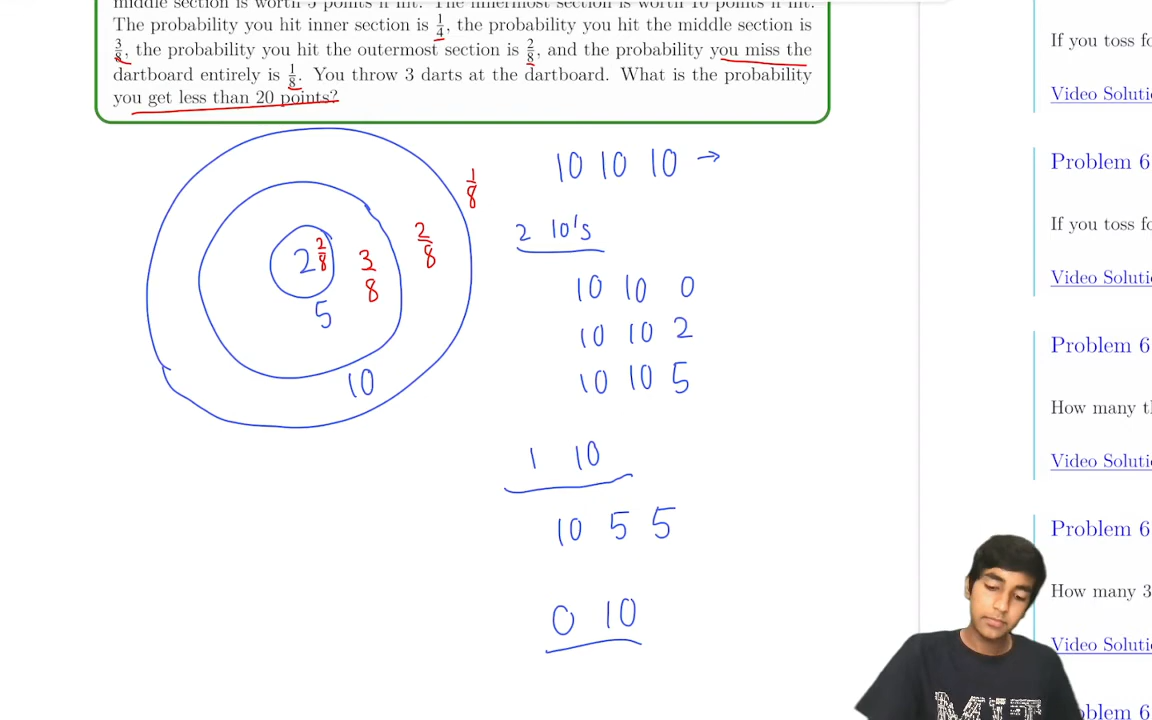 middle section is worth 5 points if hit. The innermost section is worth 10 points if hit.
The probability you hit inner section is 1/4, the probability you hit the middle section is
3/8, the probability you hit the outermost section is 2/8, and the probability you miss the
dartboard entirely is 1/8. You throw 3 darts at the dartboard. What is the probability
you get less than 20 points?
10 10 10 →
2 10's
10 10 0
10 10 2
10 10 5
1 10
10 5 5
0 10
1/8
2/8
3/8
2 2/8
5
10
If you toss fo
Video Soluti
Problem 6
If you toss fo
Video Soluti
Problem 6
How many t
Video Soluti
Problem 6
How many 3
Video Solutio
blem 6
MIT